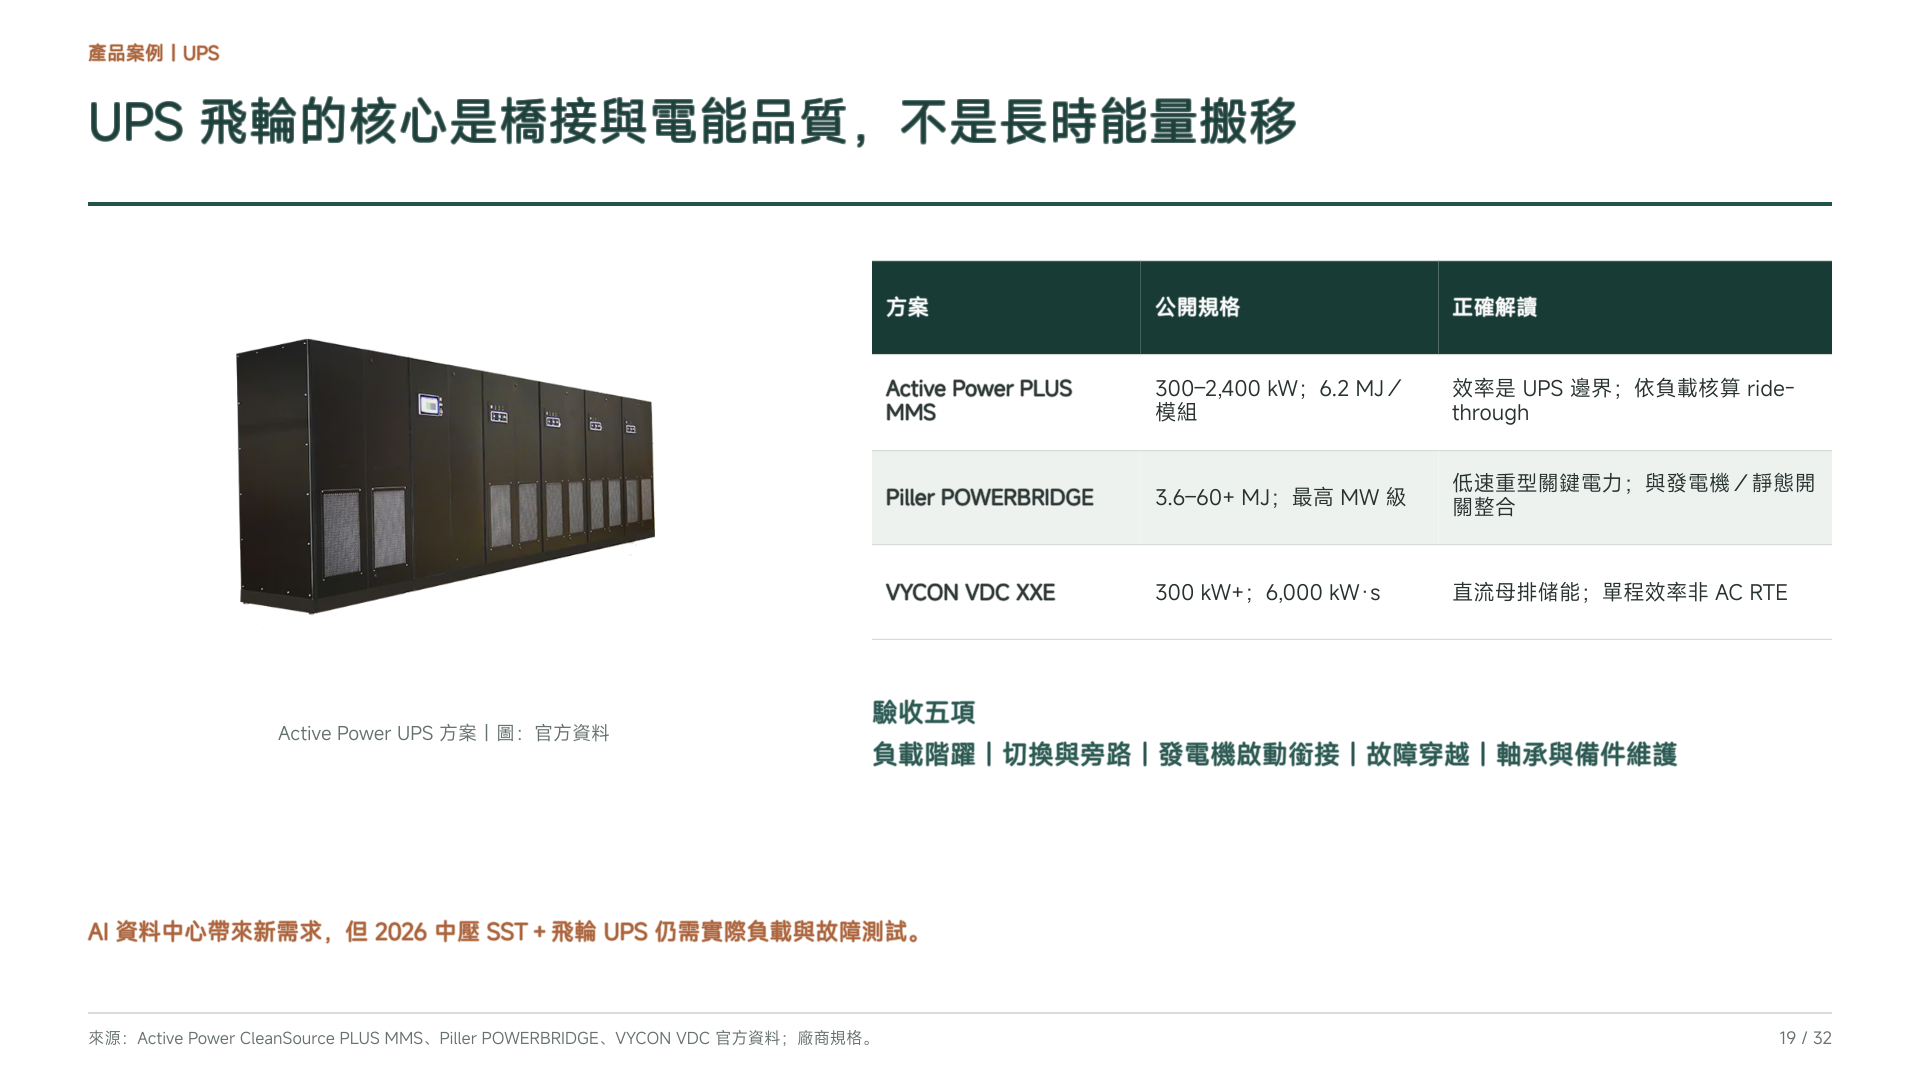 產品案例｜UPS
UPS 飛輪的核心是橋接與電能品質，不是長時能量搬移
方案
公開規格
正確解讀
Active Power PLUS
MMS
300–2,400 kW；6.2 MJ／
模組
效率是 UPS 邊界；依負載核算 ride-
through
Piller POWERBRIDGE
3.6–60+ MJ；最高 MW 級
低速重型關鍵電力；與發電機／靜態開
關整合
VYCON VDC XXE
300 kW+；6,000 kW·s
直流母排儲能；單程效率非 AC RTE
Active Power UPS 方案｜圖：官方資料
驗收五項
負載階躍｜切換與旁路｜發電機啟動銜接｜故障穿越｜軸承與備件維護
AI 資料中心帶來新需求，但 2026 中壓 SST + 飛輪 UPS 仍需實際負載與故障測試。
來源：Active Power CleanSource PLUS MMS、Piller POWERBRIDGE、VYCON VDC 官方資料；廠商規格。
19 / 32